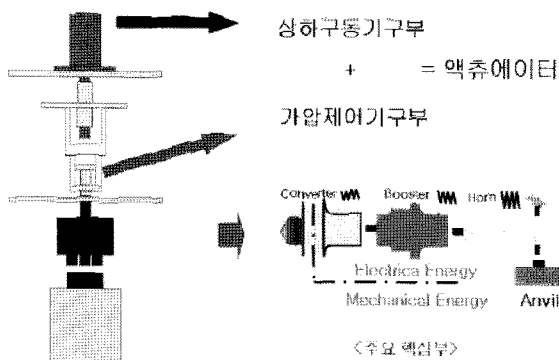 상하구동기구부
+ = 액츄에이터
가압제어기구부
Converter Booster Horn
Electrical Energy
Mechanical Energy Anvil
<주요 핵심부>